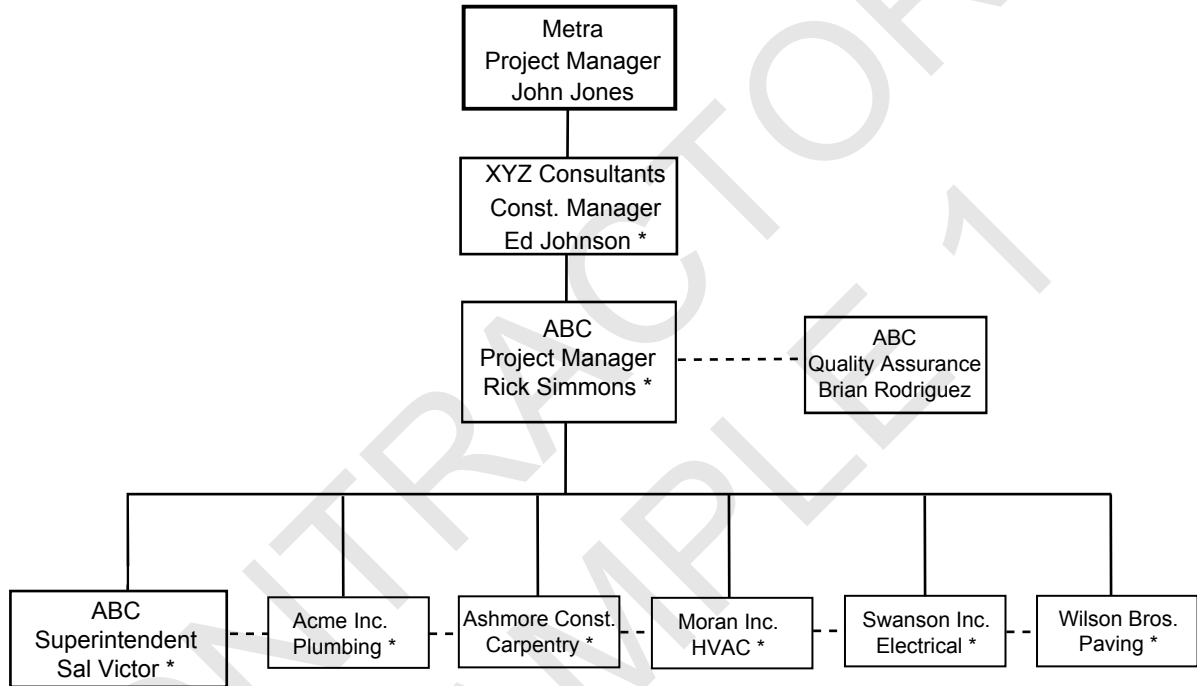 Metra
Project Manager
John Jones
XYZ Consultants
Const. Manager
Ed Johnson *
ABC
Project Manager
Rick Simmons *
ABC
Quality Assurance
Brian Rodriguez
ABC
Superintendent
Sal Victor *
Acme Inc.
Plumbing *
Ashmore Const.
Carpentry *
Moran Inc.
HVAC *
Swanson Inc.
Electrical *
Wilson Bros.
Paving *